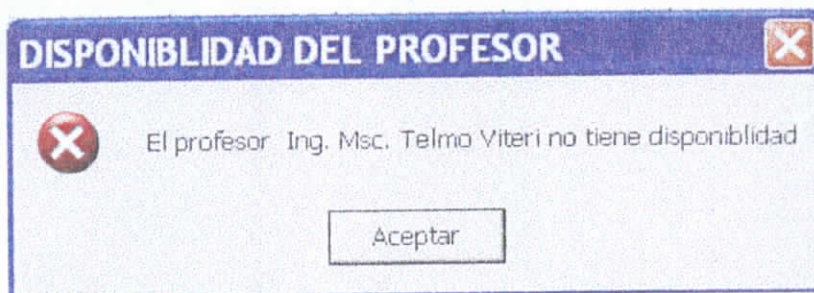 DISPONIBLIDAD DEL PROFESOR
El profesor Ing. Msc. Telmo Viteri no tiene disponiblidad
Aceptar